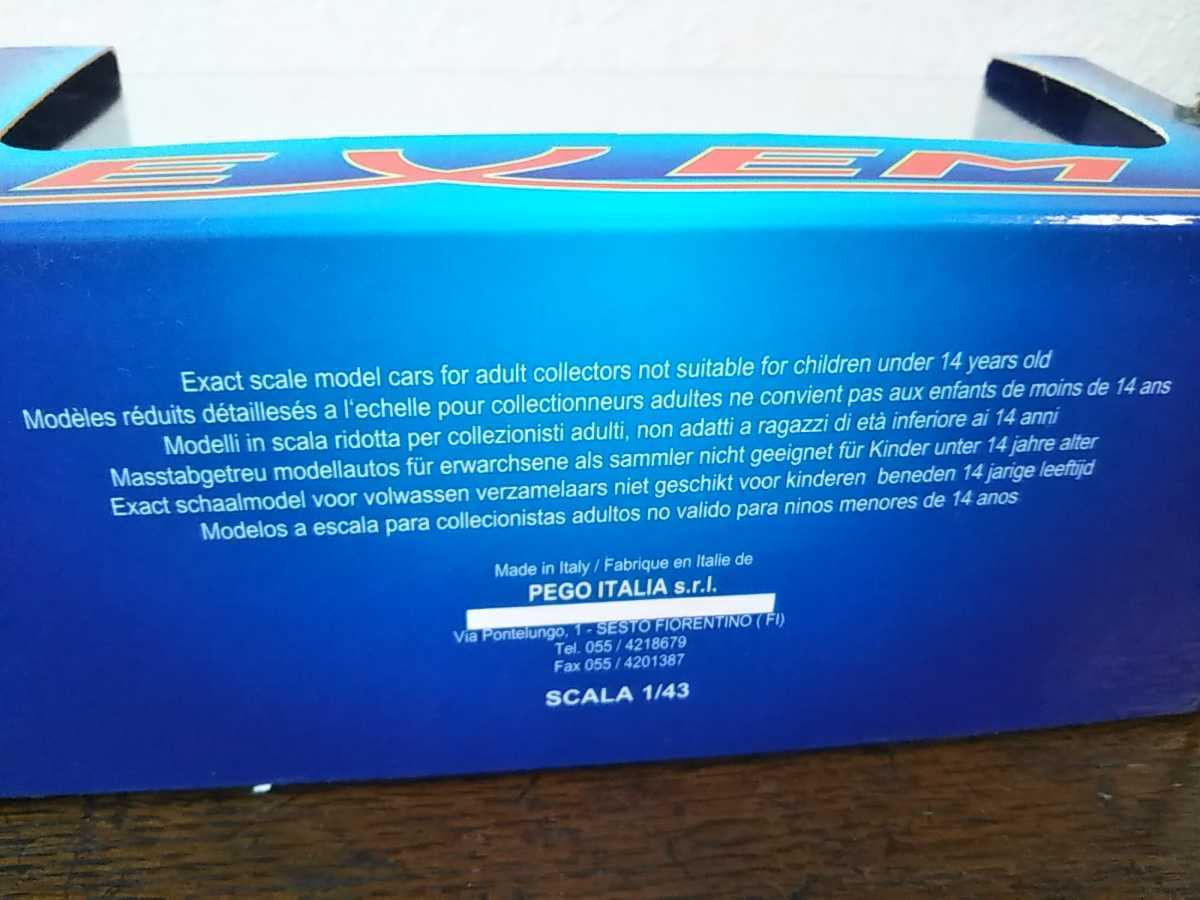 EXEM
Exact scale model cars for adult collectors not suitable for children under 14 years old
Modèles réduits détaillesés a l'echelle pour collectionneurs adultes ne convient pas aux enfants de moins de 14 ans
Modelli in scala ridotta per collezionisti adulti, non adatti a ragazzi di età inferiore ai 14 anni
Masstabgetreu modellautos für erwarchsene als sammler nicht geeignet für Kinder unter 14 jahre alter
Exact schaalmodel voor volwassen verzamelaars niet geschikt voor kinderen beneden 14 jarige leeftijd
Modelos a escala para collecionistas adultos no valido para ninos menores de 14 anos
Made in Italy / Fabrique en Italie de
PEGO ITALIA s.r.l.
Via Pontelungo, 1 - SESTO FIORENTINO ( FI)
Tel. 055 / 4218679
Fax 055 / 4201387
SCALA 1/43